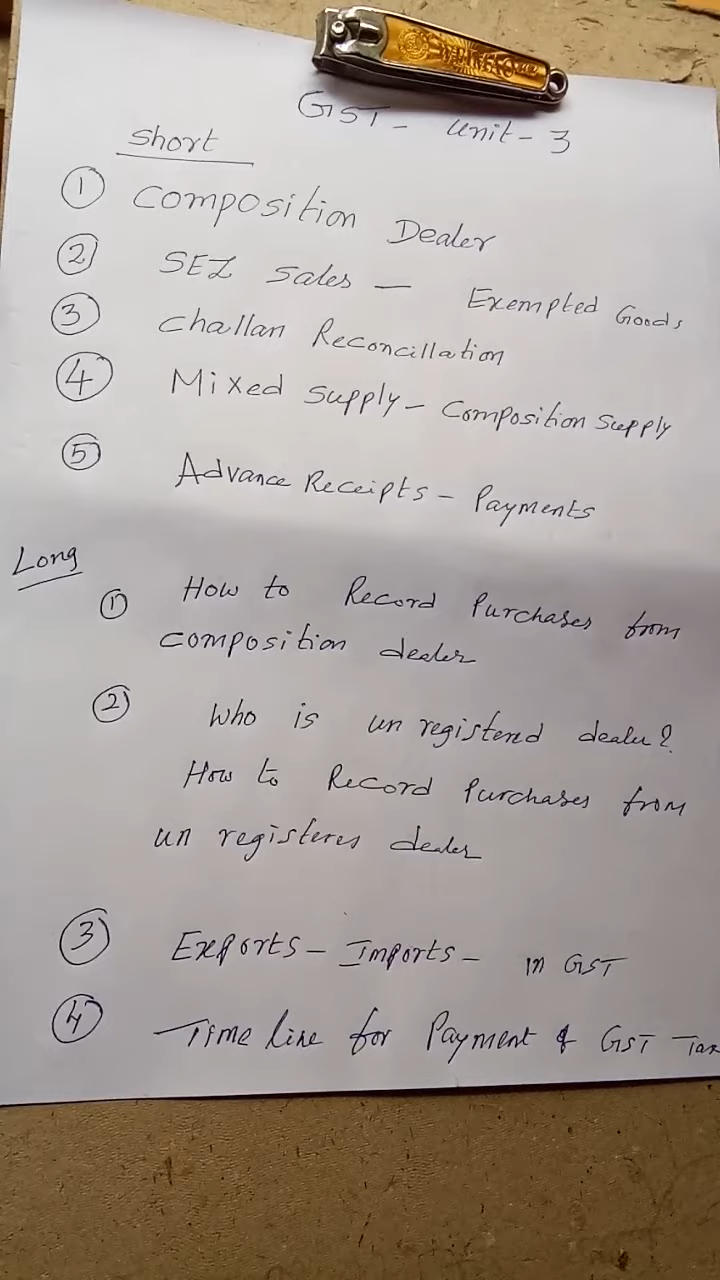 GST - Unit - 3
Short
① Composition Dealer
② SEZ Sales — Exempted Goods
③ Challan Reconcillation
④ Mixed Supply - Composition Supply
⑤ Advance Receipts - Payments
Long
① How to Record Purchases from
composition dealer
② Who is un registered dealer?
How to Record Purchases from
un registeres dealer
③ Exports - Imports - in GST
④ Time line for Payment of GST Tax